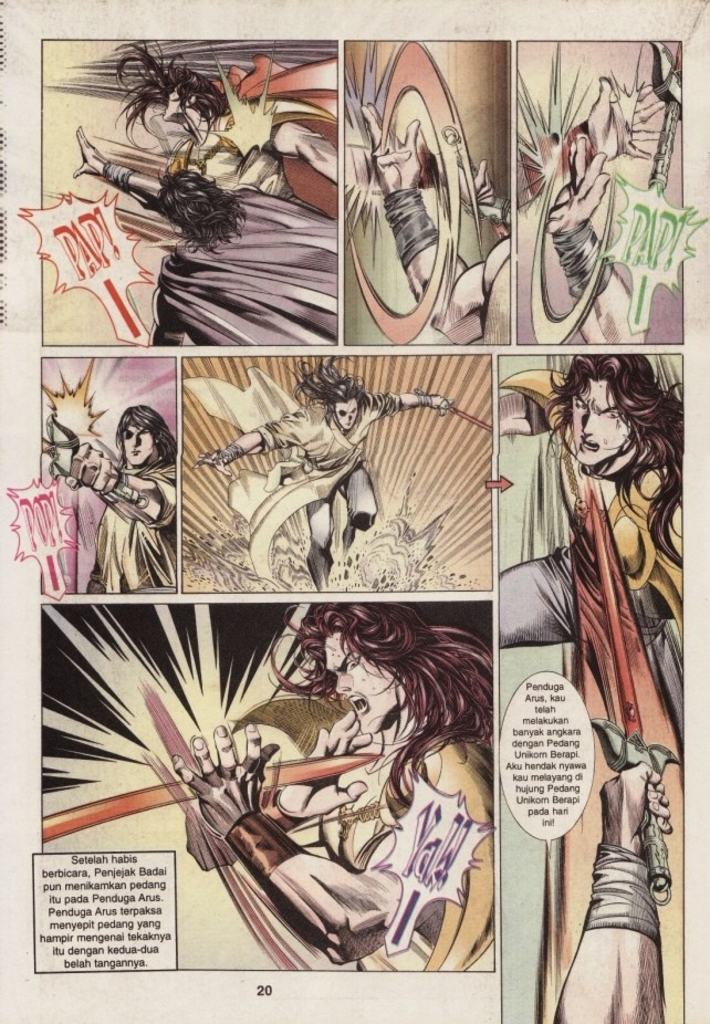 PAP!
PAP!
POP!
Penduga
Arus, kau
telah
melakukan
banyak angkara
dengan Pedang
Unikorn Berapi.
Aku hendak nyawa
kau melayang di
hujung Pedang
Unikorn Berapi
pada hari
ini!
Yak!
Setelah habis
berbicara, Penjejak Badai
pun menikamkan pedang
itu pada Penduga Arus.
Penduga Arus terpaksa
menyepit pedang yang
hampir mengenai tekaknya
itu dengan kedua-dua
belah tangannya.
20